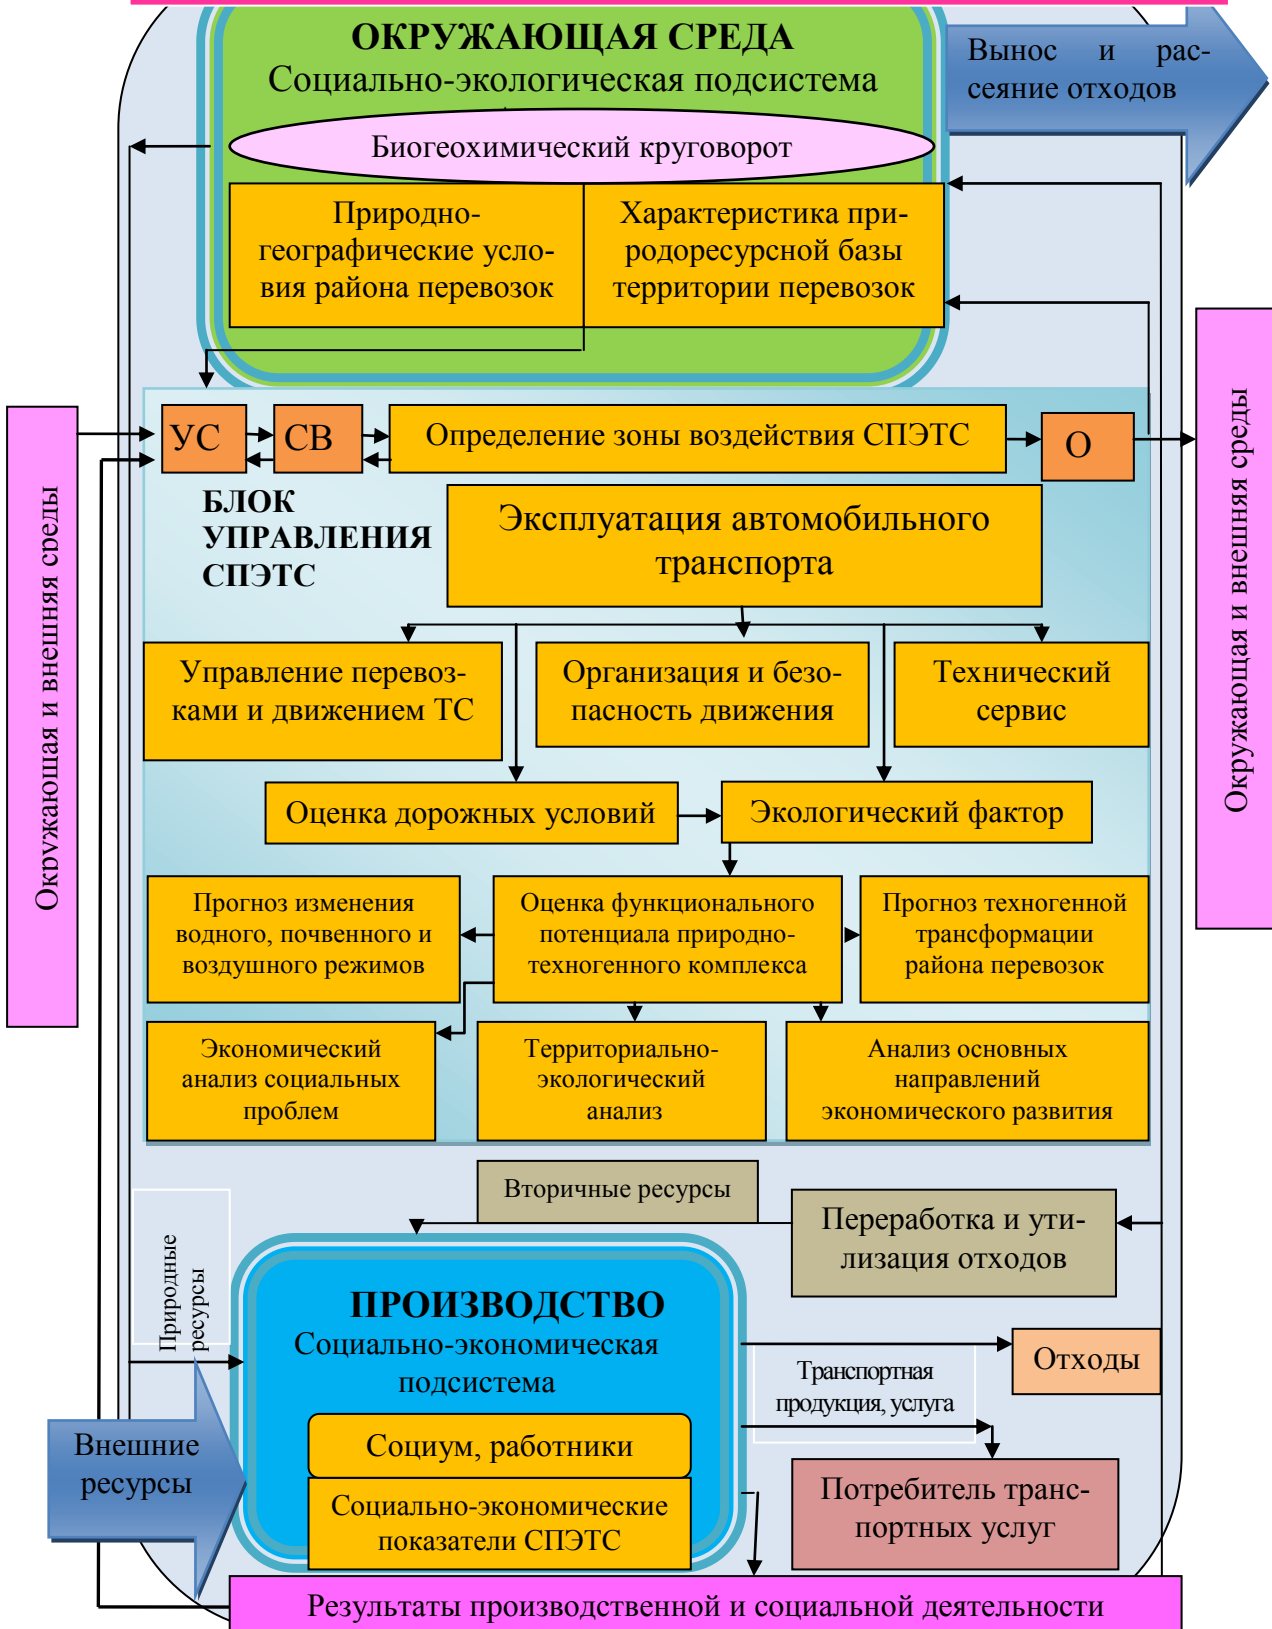 ОКРУЖАЮЩАЯ СРЕДА
Социально-экологическая подсистема
Вынос и рас-
сеяние отходов
Биогеохимический круговорот
Природно-
географические усло-
вия района перевозок
Характеристика при-
родоресурсной базы
территории перевозок
Окружающая и внешняя среды
УС
СВ
Определение зоны воздействия СПЭТС
О
Окружающая и внешняя среды
БЛОК
УПРАВЛЕНИЯ
СПЭТС
Эксплуатация автомобильного
транспорта
Управление перевоз-
ками и движением ТС
Организация и безо-
пасность движения
Технический
сервис
Оценка дорожных условий
Экологический фактор
Прогноз изменения
водного, почвенного и
воздушного режимов
Оценка функционального
потенциала природно-
техногенного комплекса
Прогноз техногенной
трансформации
района перевозок
Экономический
анализ социальных
проблем
Территориально-
экологический
анализ
Анализ основных
направлений
экономического развития
Вторичные ресурсы
Переработка и ути-
лизация отходов
Природные
ресурсы
ПРОИЗВОДСТВО
Социально-экономическая
подсистема
Отходы
Транспортная
продукция, услуга
Внешние
ресурсы
Социум, работники
Социально-экономические
показатели СПЭТС
Потребитель транс-
портных услуг
Результаты производственной и социальной деятельности